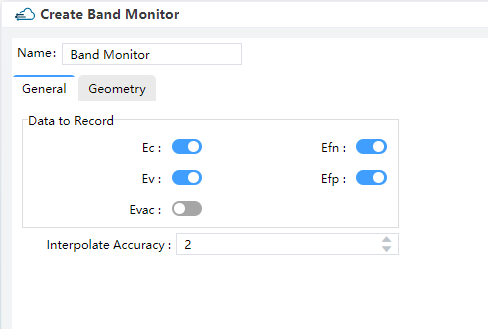 Create Band Monitor
Name: Band Monitor
General Geometry
Data to Record
Ec : Efn :
Ev : Efp :
Evac :
Interpolate Accuracy : 2